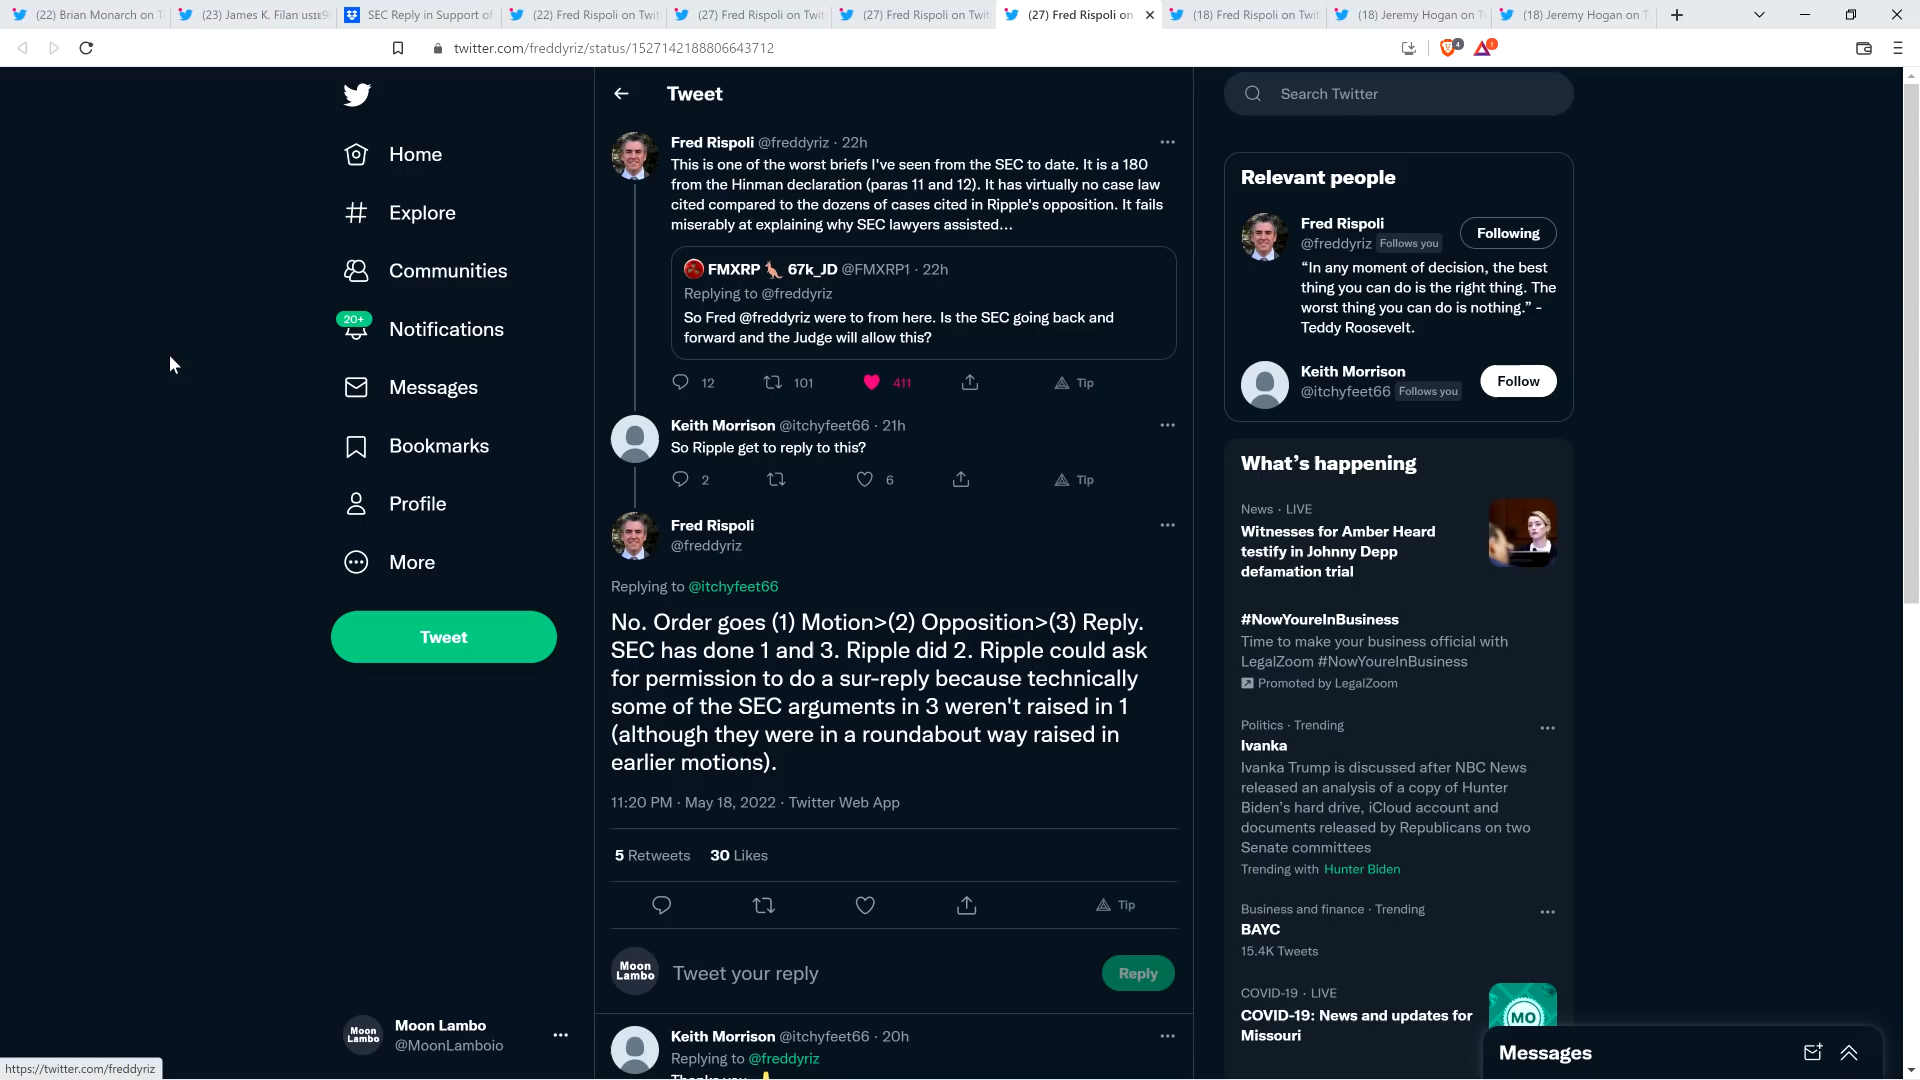 (22) Brian Monarch on T
(23) James K. Filan
SEC Reply in Support of
(22) Fred Rispoli on Twit
(27) Fred Rispoli on Twit
(27) Fred Rispoli on Twit
(27) Fred Rispoli on
(18) Fred Rispoli on Twit
(18) Jeremy Hogan on T
(18) Jeremy Hogan on T
twitter.com/freddyriz/status/1527142188806643712
4
1
Home
Explore
Communities
20+
Notifications
Messages
Bookmarks
Profile
More
Tweet
Moon Lambo
Moon Lambo
@MoonLamboio
https://twitter.com/freddyriz
Tweet
Fred Rispoli @freddyriz · 22h
This is one of the worst briefs I've seen from the SEC to date. It is a 180
from the Hinman declaration (paras 11 and 12). It has virtually no case law
cited compared to the dozens of cases cited in Ripple's opposition. It fails
miserably at explaining why SEC lawyers assisted...
FMXRP 67k_JD @FMXRP1 · 22h
Replying to @freddyriz
So Fred @freddyriz were to from here. Is the SEC going back and
forward and the Judge will allow this?
12 101 411 Tip
Keith Morrison @itchyfeet66 · 21h
So Ripple get to reply to this?
2 6 Tip
Fred Rispoli
@freddyriz
Replying to @itchyfeet66
No. Order goes (1) Motion>(2) Opposition>(3) Reply.
SEC has done 1 and 3. Ripple did 2. Ripple could ask
for permission to do a sur-reply because technically
some of the SEC arguments in 3 weren't raised in 1
(although they were in a roundabout way raised in
earlier motions).
11:20 PM · May 18, 2022 · Twitter Web App
5 Retweets 30 Likes
Tip
Moon Lambo
Tweet your reply
Reply
Keith Morrison @itchyfeet66 · 20h
Replying to @freddyriz
Search Twitter
Relevant people
Fred Rispoli
@freddyriz Follows you
Following
“In any moment of decision, the best
thing you can do is the right thing. The
worst thing you can do is nothing.” -
Teddy Roosevelt.
Keith Morrison
@itchyfeet66 Follows you
Follow
What’s happening
News · LIVE
Witnesses for Amber Heard
testify in Johnny Depp
defamation trial
#NowYoureInBusiness
Time to make your business official with
LegalZoom #NowYoureInBusiness
Promoted by LegalZoom
Politics · Trending
Ivanka
Ivanka Trump is discussed after NBC News
released an analysis of a copy of Hunter
Biden’s hard drive, iCloud account and
documents released by Republicans on two
Senate committees
Trending with Hunter Biden
Business and finance · Trending
BAYC
15.4K Tweets
COVID-19 · LIVE
COVID-19: News and updates for
Missouri
MO
Messages